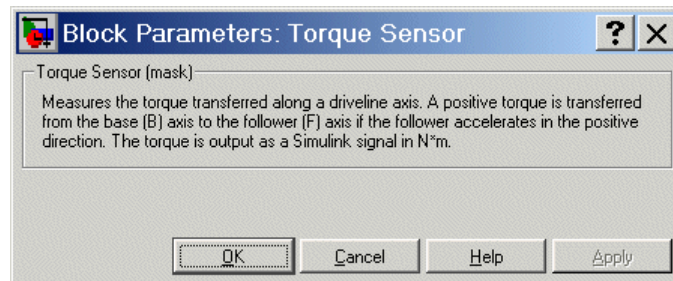 Block Parameters: Torque Sensor
Torque Sensor (mask)
Measures the torque transferred along a driveline axis. A positive torque is transferred
from the base (B) axis to the follower (F) axis if the follower accelerates in the positive
direction. The torque is output as a Simulink signal in N*m.
OK Cancel Help Apply